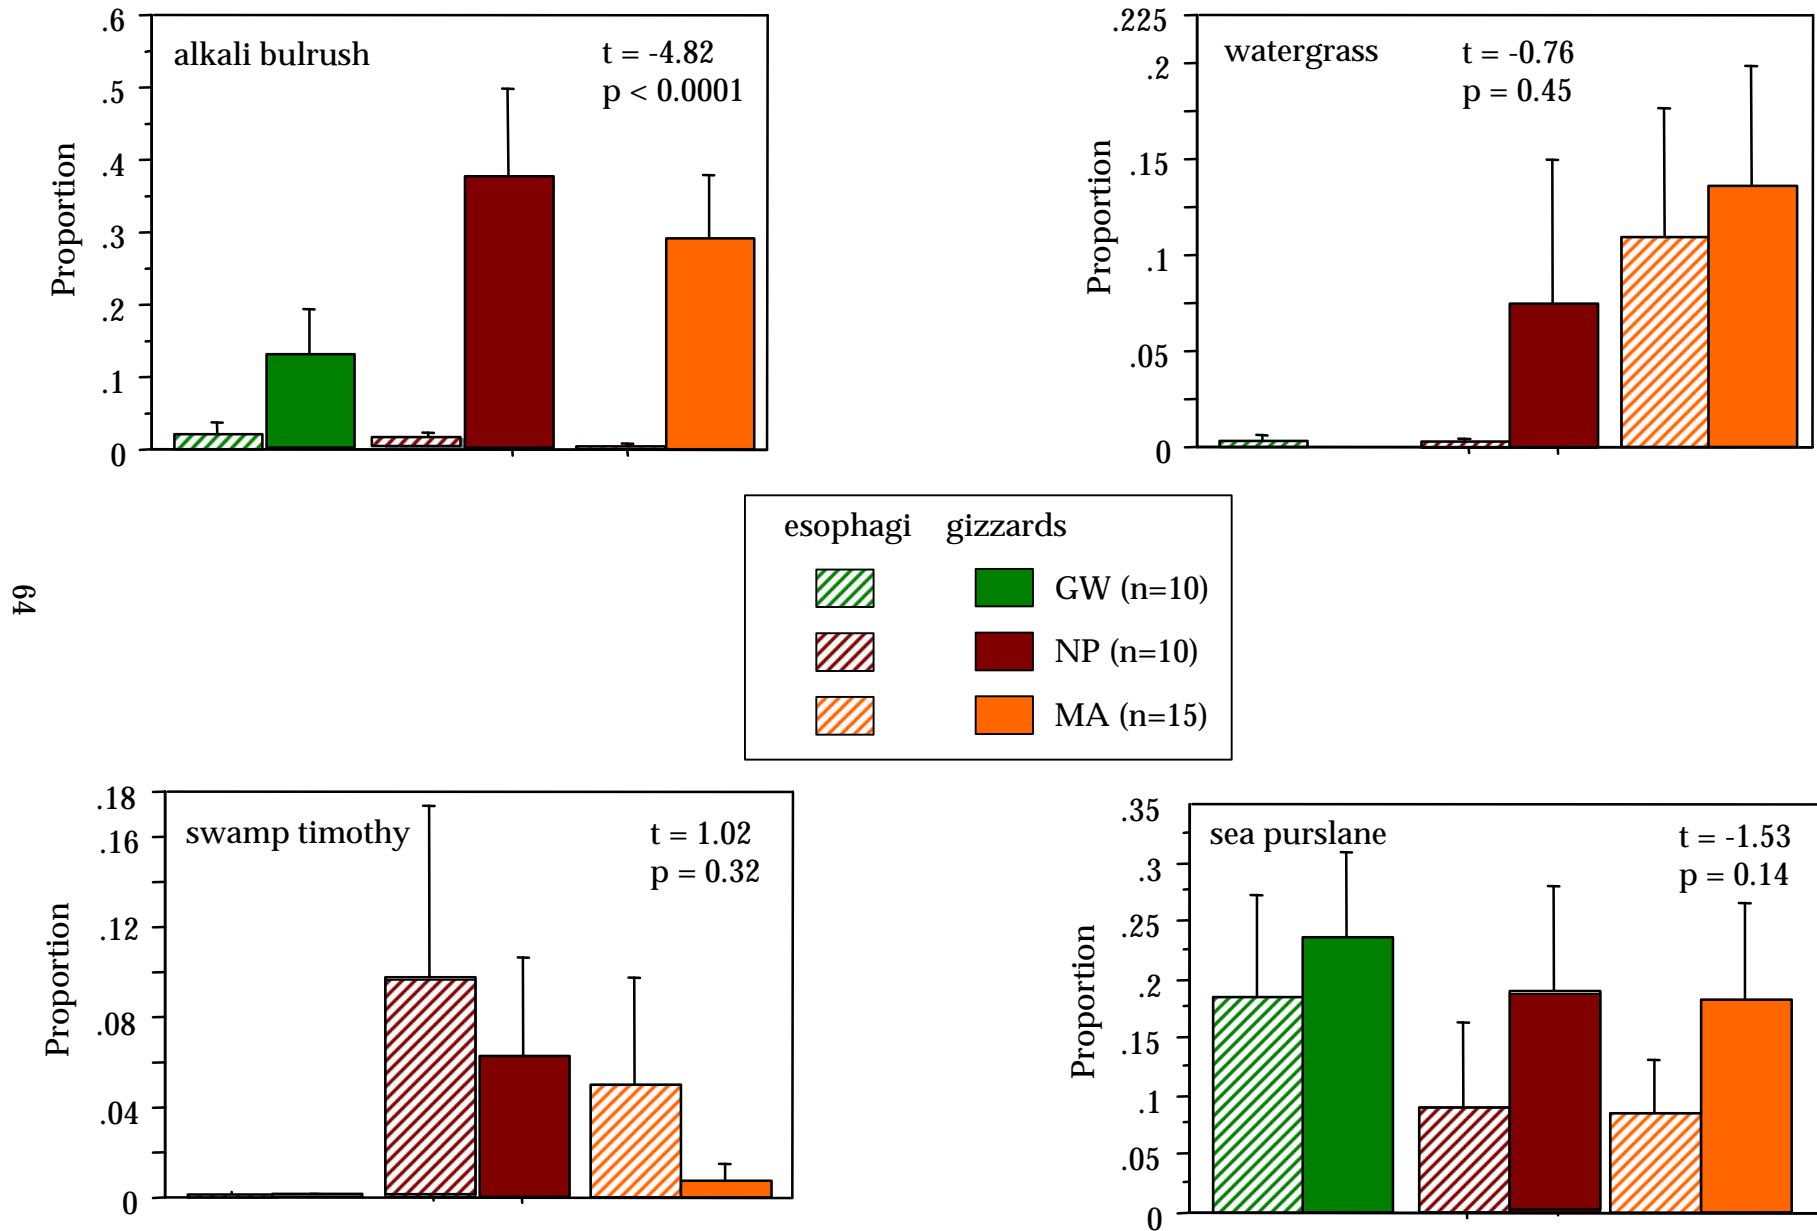 alkali bulrush
t = -4.82
p < 0.0001
Proportion
.6
.5
.4
.3
.2
.1
0
watergrass
t = -0.76
p = 0.45
Proportion
.225
.2
.15
.1
.05
0
esophagi gizzards
GW (n=10)
NP (n=10)
MA (n=15)
64
swamp timothy
t = 1.02
p = 0.32
Proportion
.18
.16
.12
.08
.04
0
sea purslane
t = -1.53
p = 0.14
Proportion
.35
.3
.25
.2
.15
.1
.05
0